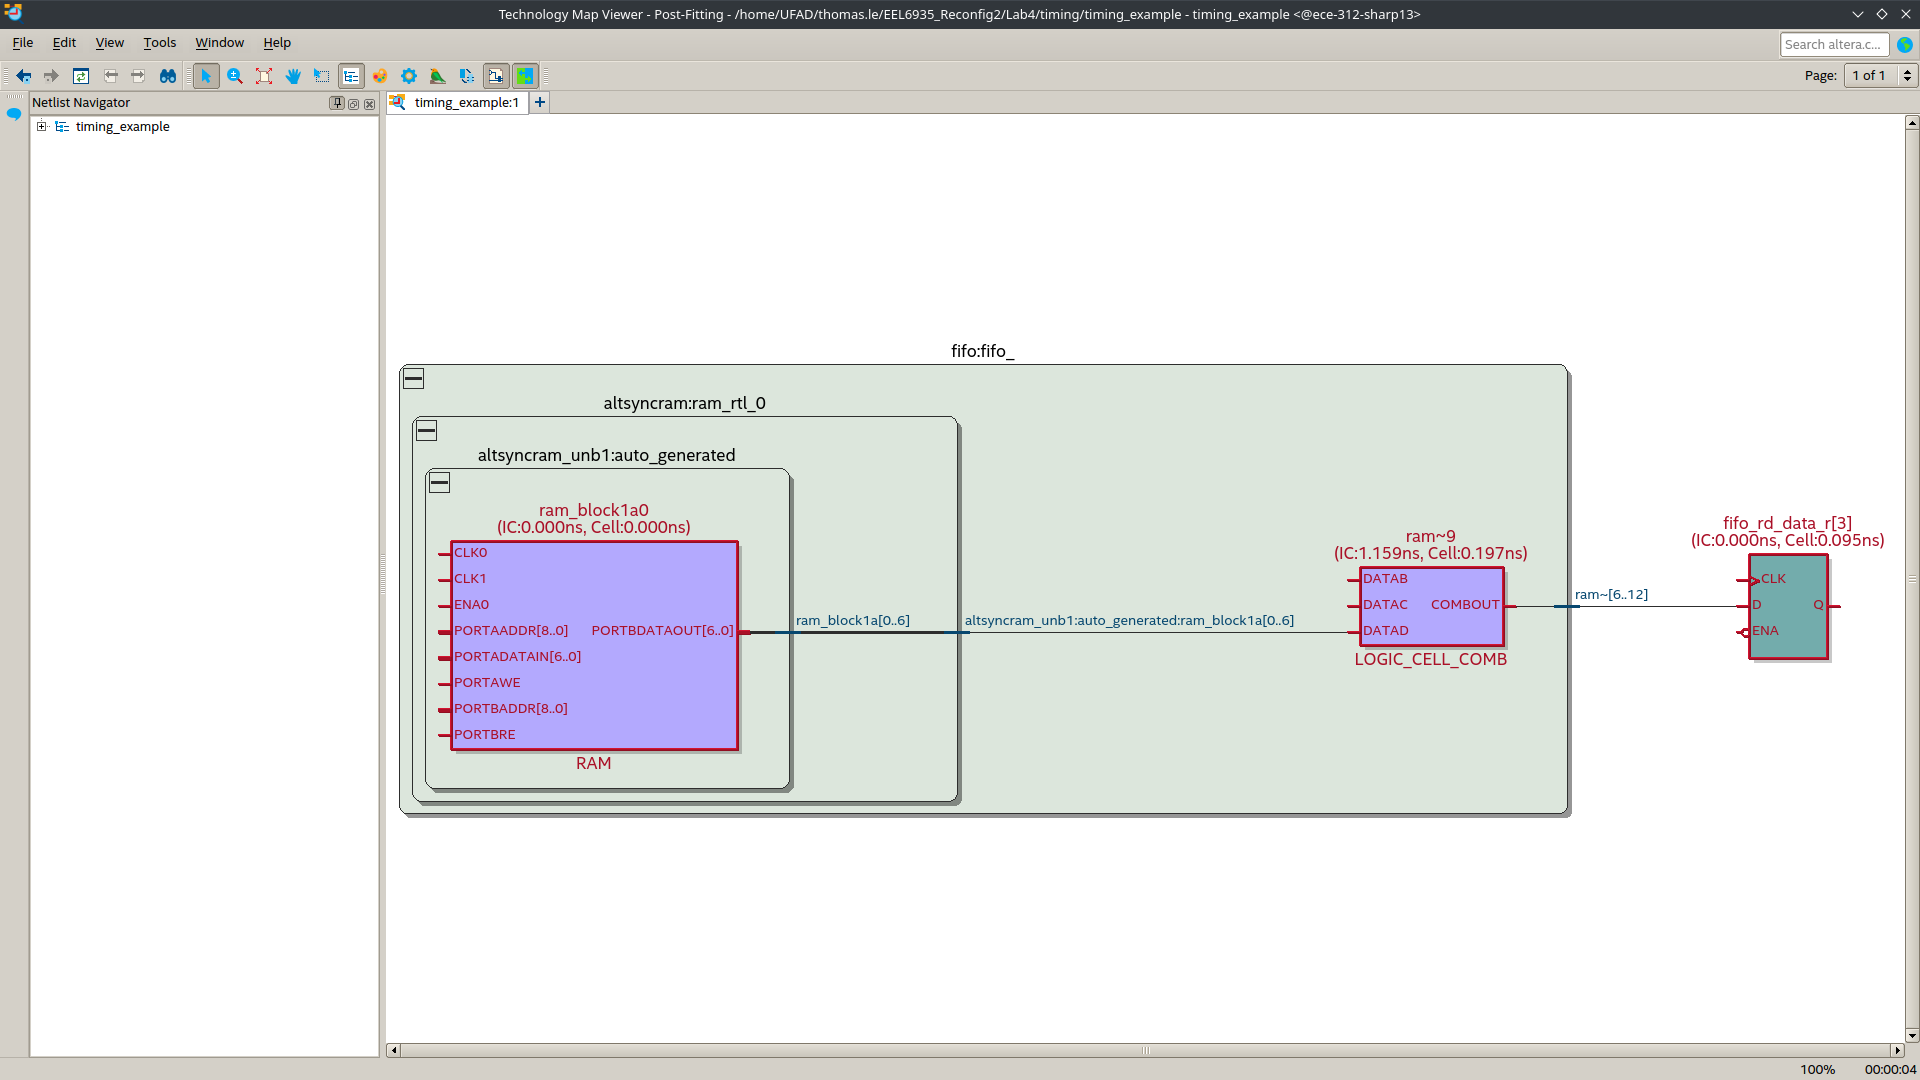 Technology Map Viewer - Post-Fitting - /home/UFAD/thomas.le/EEL6935_Reconfig2/Lab4/timing/timing_example - timing_example <@ece-312-sharp13>
File Edit View Tools Window Help
Search altera.c...
Page: 1 of 1
Netlist Navigator
timing_example:1
timing_example
fifo:fifo_
altsyncram:ram_rtl_0
altsyncram_unb1:auto_generated
ram_block1a0
(IC:0.000ns, Cell:0.000ns)
CLK0
CLK1
ENA0
PORTAADDR[8..0] PORTBDATAOUT[6..0]
PORTADATAIN[6..0]
PORTAWE
PORTBADDR[8..0]
PORTBRE
RAM
ram_block1a[0..6]
altsyncram_unb1:auto_generated:ram_block1a[0..6]
ram~9
(IC:1.159ns, Cell:0.197ns)
DATAB
DATAC COMBOUT
DATAD
LOGIC_CELL_COMB
ram~[6..12]
fifo_rd_data_r[3]
(IC:0.000ns, Cell:0.095ns)
CLK
D Q
ENA
100% 00:00:04